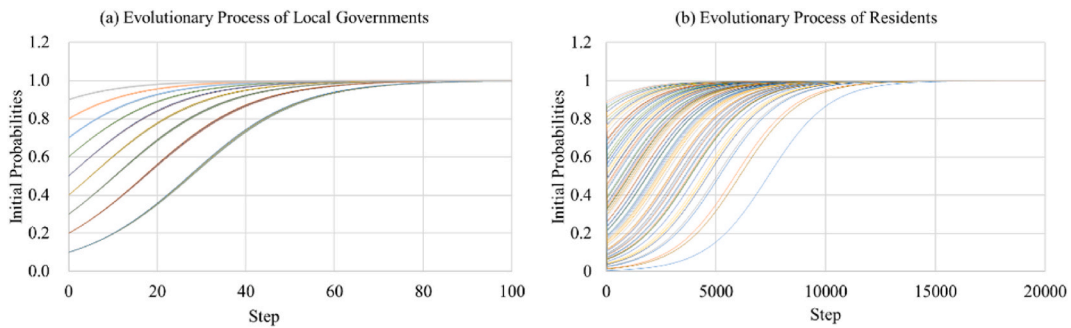 (a) Evolutionary Process of Local Governments
1.2
1.0
0.8
0.6
0.4
0.2
0.0
Initial Probabilities
0 20 40 60 80 100
Step
(b) Evolutionary Process of Residents
1.2
1
0.8
0.6
0.4
0.2
0
Initial Probabilities
0 5000 10000 15000 20000
Step